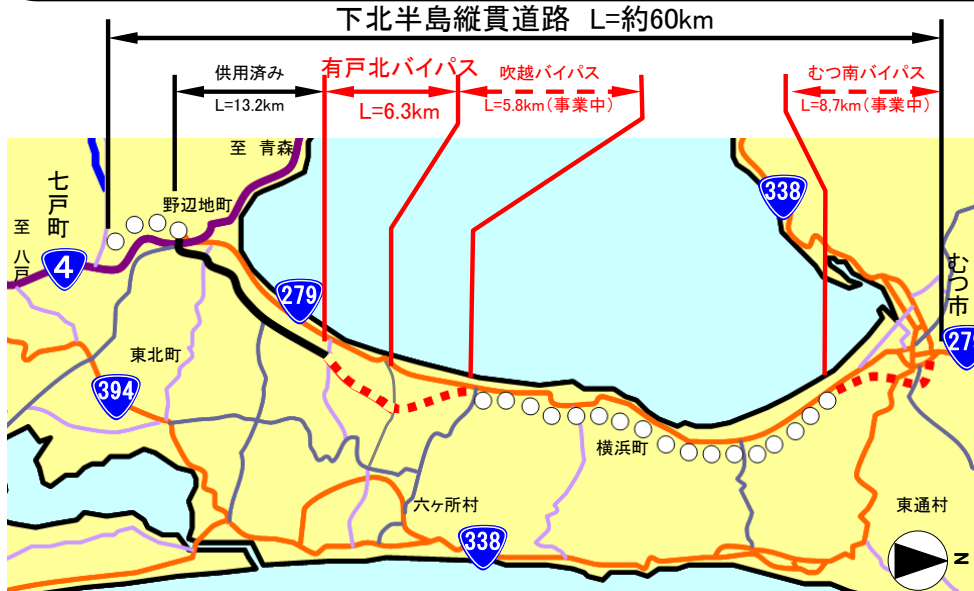 下北半島縦貫道路 L=約60km
供用済み
L=13.2km
有戸北バイパス
L=6.3km
吹越バイパス
L=5.8km(事業中)
むつ南バイパス
L=8,7km(事業中)
至 青森
七戸町
野辺地町
至 八戸
4
338
むつ市
279
279
東北町
394
横浜町
六ヶ所村
338
東通村
N